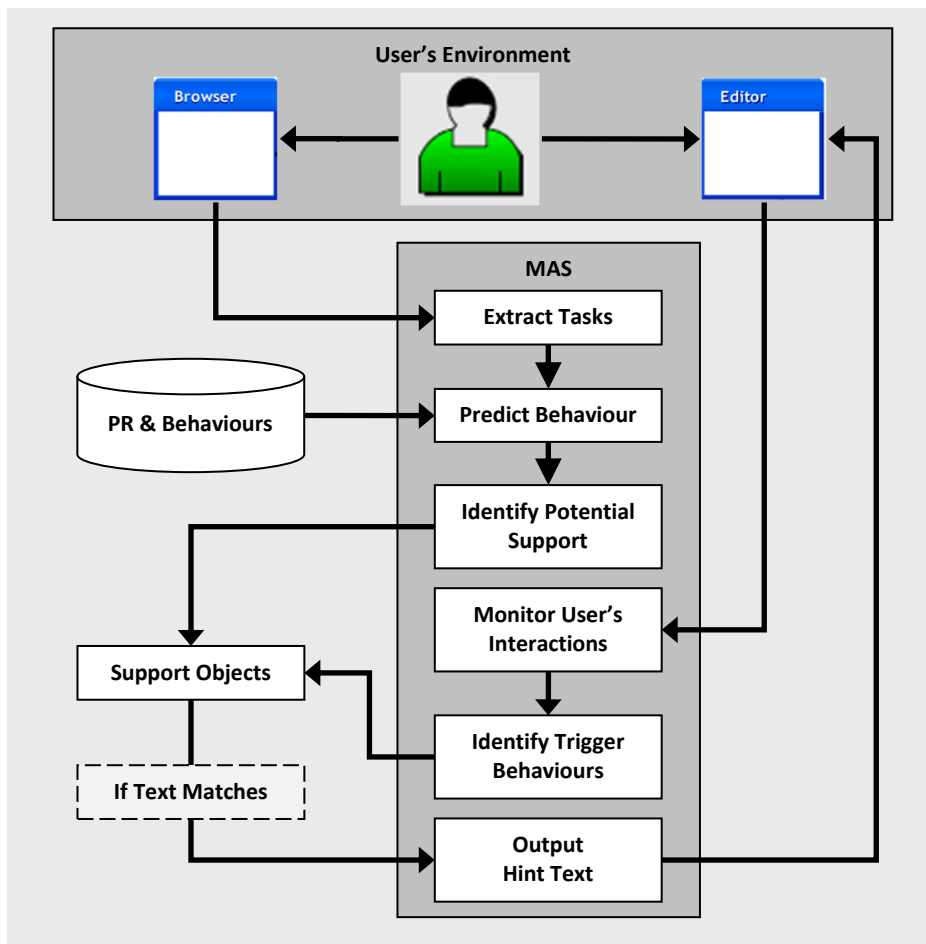 User’s Environment
Browser
Editor
MAS
Extract Tasks
PR & Behaviours
Predict Behaviour
Identify Potential
Support
Monitor User’s
Interactions
Support Objects
Identify Trigger
Behaviours
If Text Matches
Output
Hint Text